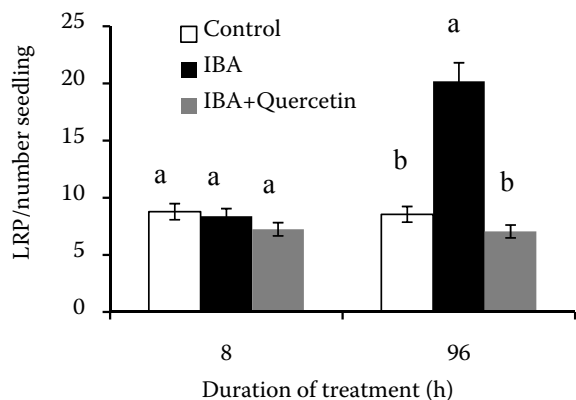 Control
IBA
IBA+Quercetin
LRP/number seedling
25
20
15
10
5
0
a a a
b a b
8 96
Duration of treatment (h)